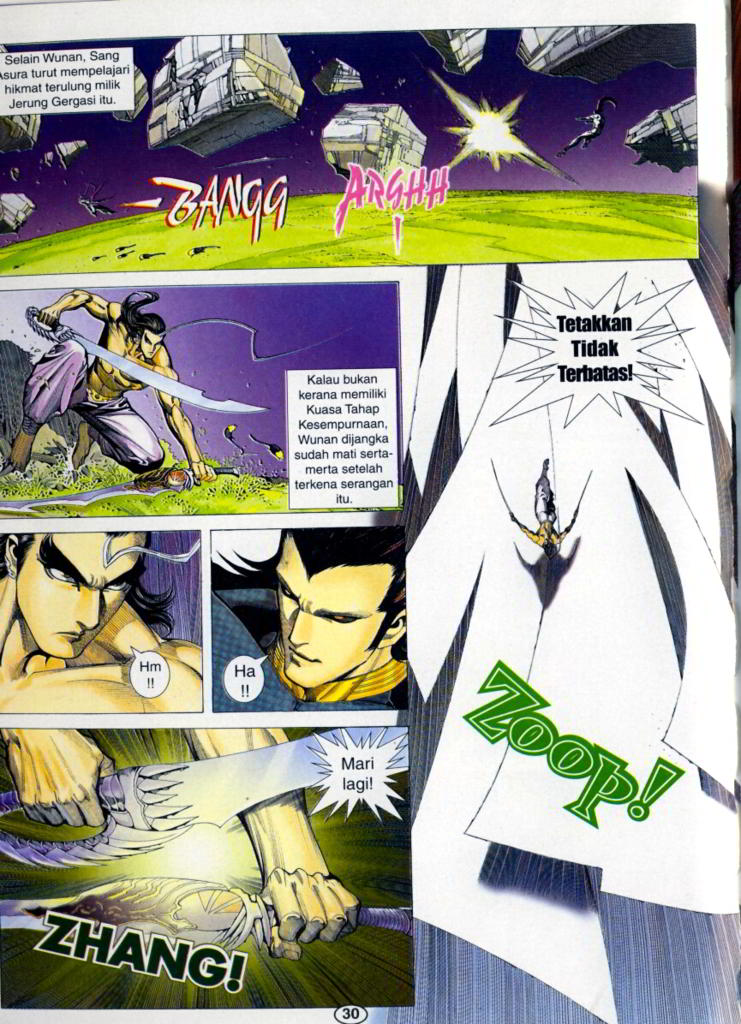 Selain Wunan, Sang
Asura turut mempelajari
hikmat terulung milik
Jerung Gergasi itu.
BANGG
ARGHH
!
Kalau bukan
kerana memiliki
Kuasa Tahap
Kesempurnaan,
Wunan dijangka
sudah mati serta-
merta setelah
terkena serangan
itu.
Tetakkan
Tidak
Terbatas!
Hm
!!
Ha
!!
Zoop!
Mari
lagi!
ZHANG!
30